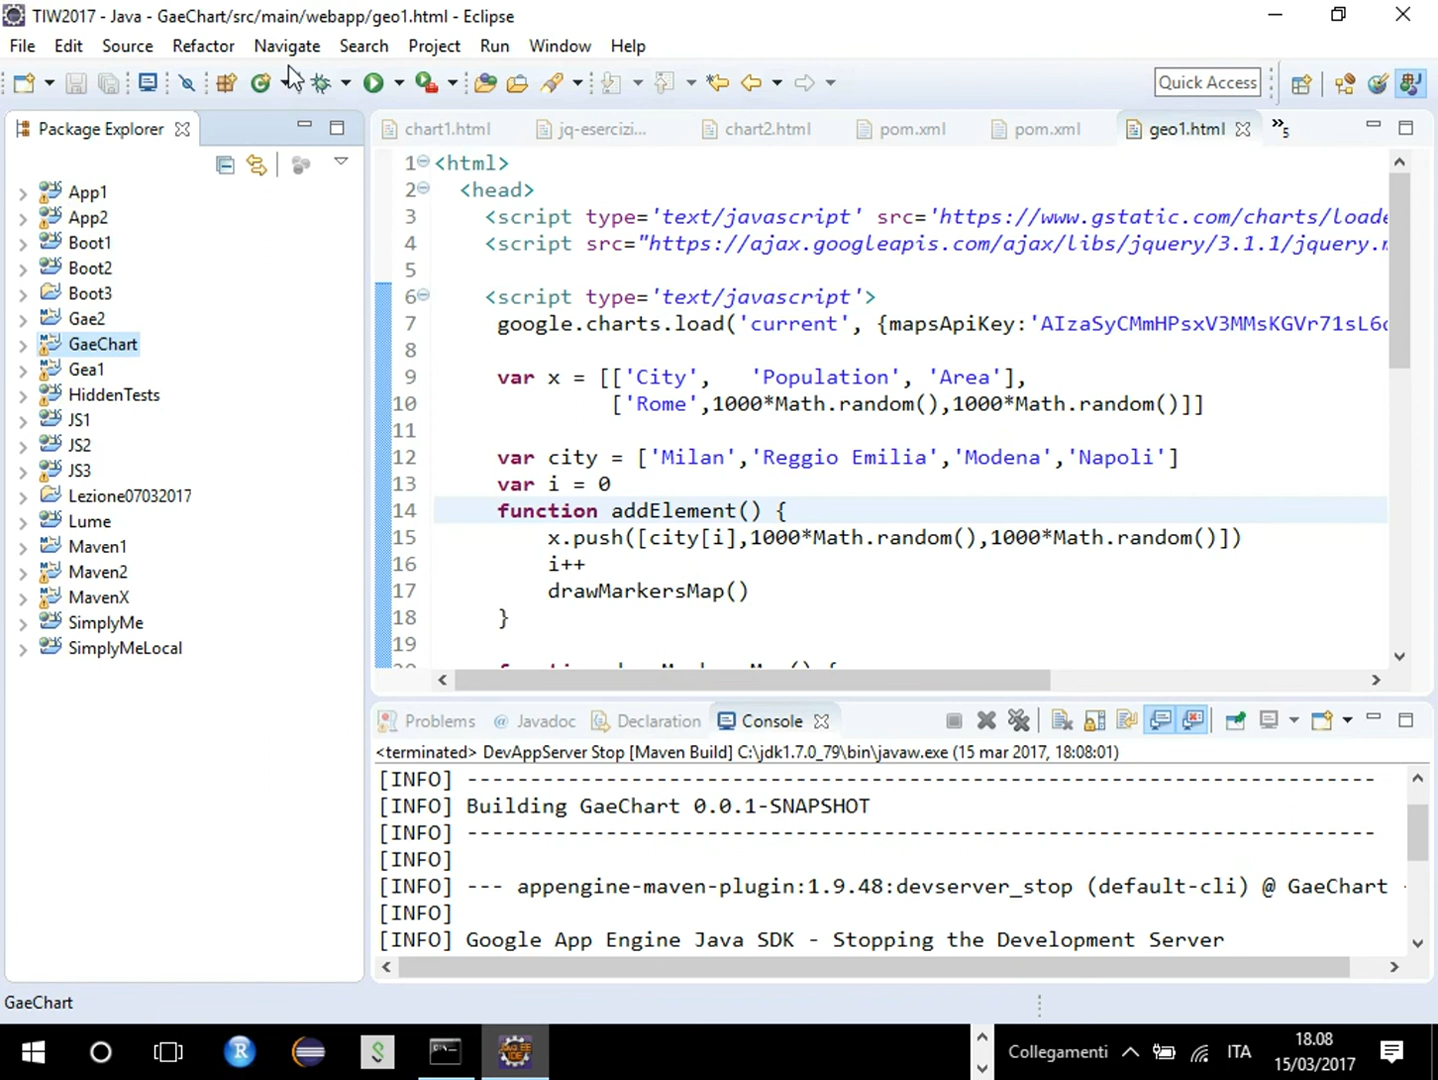 TIW2017 - Java - GaeChart/src/main/webapp/geo1.html - Eclipse
File Edit Source Refactor Navigate Search Project Run Window Help
Quick Access
Package Explorer
chart1.html jq-esercizi... chart2.html pom.xml pom.xml geo1.html »5
App1
App2
Boot1
Boot2
Boot3
Gae2
GaeChart
Gea1
HiddenTests
JS1
JS2
JS3
Lezione07032017
Lume
Maven1
Maven2
MavenX
SimplyMe
SimplyMeLocal
1 <html>
2 <head>
3 <script type='text/javascript' src='https://www.gstatic.com/charts/loade
4 <script src="https://ajax.googleapis.com/ajax/libs/jquery/3.1.1/jquery.m
5
6 <script type='text/javascript'>
7 google.charts.load('current', {mapsApiKey:'AIzaSyCMmHPsxV3MMsKGVr71sL6
8
9 var x = [['City', 'Population', 'Area'],
10 ['Rome',1000*Math.random(),1000*Math.random()]]
11
12 var city = ['Milan','Reggio Emilia','Modena','Napoli']
13 var i = 0
14 function addElement() {
15 x.push([city[i],1000*Math.random(),1000*Math.random()])
16 i++
17 drawMarkersMap()
18 }
19
Problems @ Javadoc Declaration Console
<terminated> DevAppServer Stop [Maven Build] C:\jdk1.7.0_79\bin\javaw.exe (15 mar 2017, 18:08:01)
[INFO] ------------------------------------------------------------------------
[INFO] Building GaeChart 0.0.1-SNAPSHOT
[INFO] ------------------------------------------------------------------------
[INFO]
[INFO] --- appengine-maven-plugin:1.9.48:devserver_stop (default-cli) @ GaeChart -
[INFO]
[INFO] Google App Engine Java SDK - Stopping the Development Server
GaeChart
Collegamenti ITA
18.08
15/03/2017